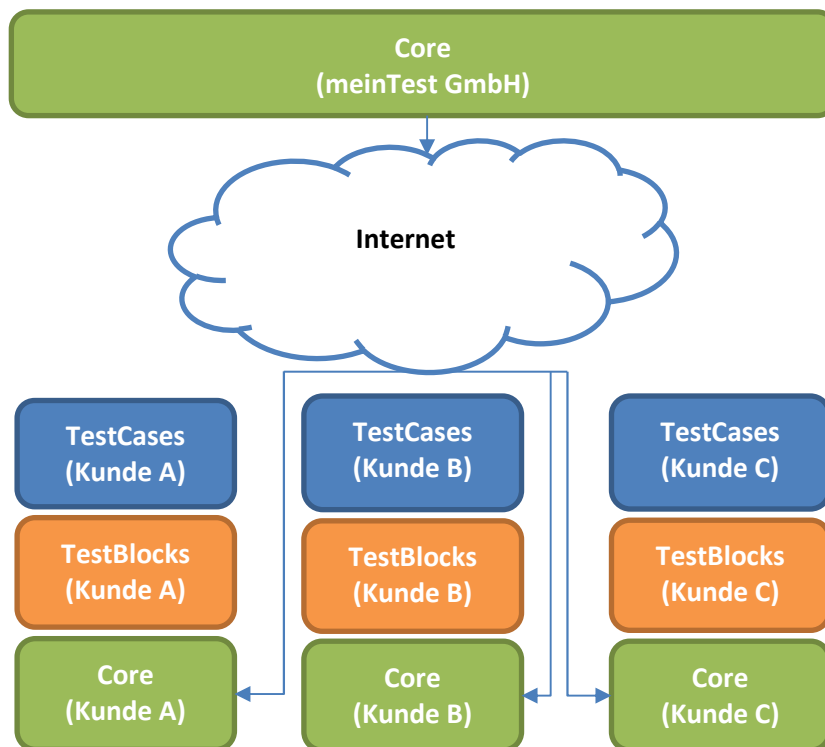 Core
(meinTest GmbH)
Internet
TestCases
(Kunde A)
TestCases
(Kunde B)
TestCases
(Kunde C)
TestBlocks
(Kunde A)
TestBlocks
(Kunde B)
TestBlocks
(Kunde C)
Core
(Kunde A)
Core
(Kunde B)
Core
(Kunde C)